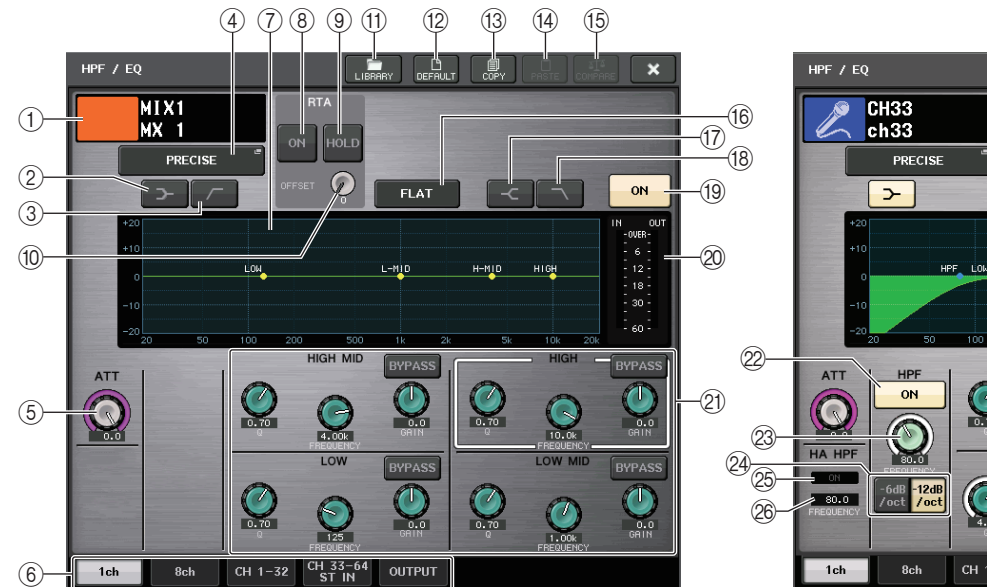 ④ ⑦ ⑧ ⑨ ⑪ ⑫ ⑬ ⑭ ⑮
HPF / EQ
LIBRARY DEFAULT COPY PASTE COMPARE ×
①
MIX1
MX 1
RTA
ON HOLD
OFFSET
0
PRECISE
②
③
FLAT
ON
⑯
⑰
⑱
⑲
⑩
+20
+10
0
-10
-20
LOW L-MID H-MID HIGH
20 50 100 200 500 1k 2k 5k 10k 20k
IN OUT
-OVER-
6
12
18
30
60
⑳
ATT
⑤
0.0
HIGH MID BYPASS
0.70 4.00k 0.0
Q FREQUENCY GAIN
HIGH BYPASS
0.70 10.0k 0.0
Q FREQUENCY GAIN
㉑
LOW BYPASS
0.70 125 0.0
Q FREQUENCY GAIN
LOW MID BYPASS
0.70 1.00k 0.0
Q FREQUENCY GAIN
⑥
1ch 8ch CH 1-32 CH 33-64
ST IN OUTPUT
HPF / EQ
CH33
ch33
PRECISE
+20
+10
0
-10
-20
HPF LOW
20 50 100
㉒
ATT HPF
ON
0.0
㉓
80.0
FREQUENCY
HA HPF
㉔
㉕
ON
-6dB
/oct
-12dB
/oct
㉖
80.0
FREQUENCY
1ch 8ch